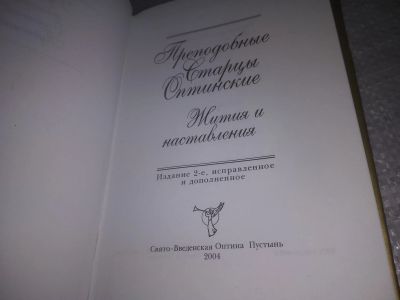 Преподобные
Старцы
Оптинские
Жития и
наставления
Издание 2-е, исправленное
и дополненное
Свято-Введенская Оптина Пустынь
2004